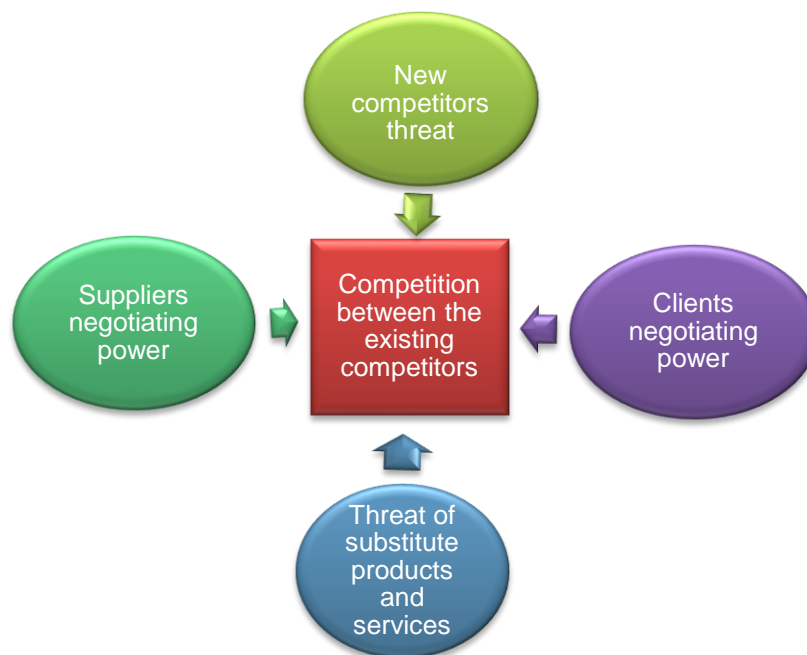 New
competitors
threat
Suppliers
negotiating
power
Competition
between the
existing
competitors
Clients
negotiating
power
Threat of
substitute
products
and
services